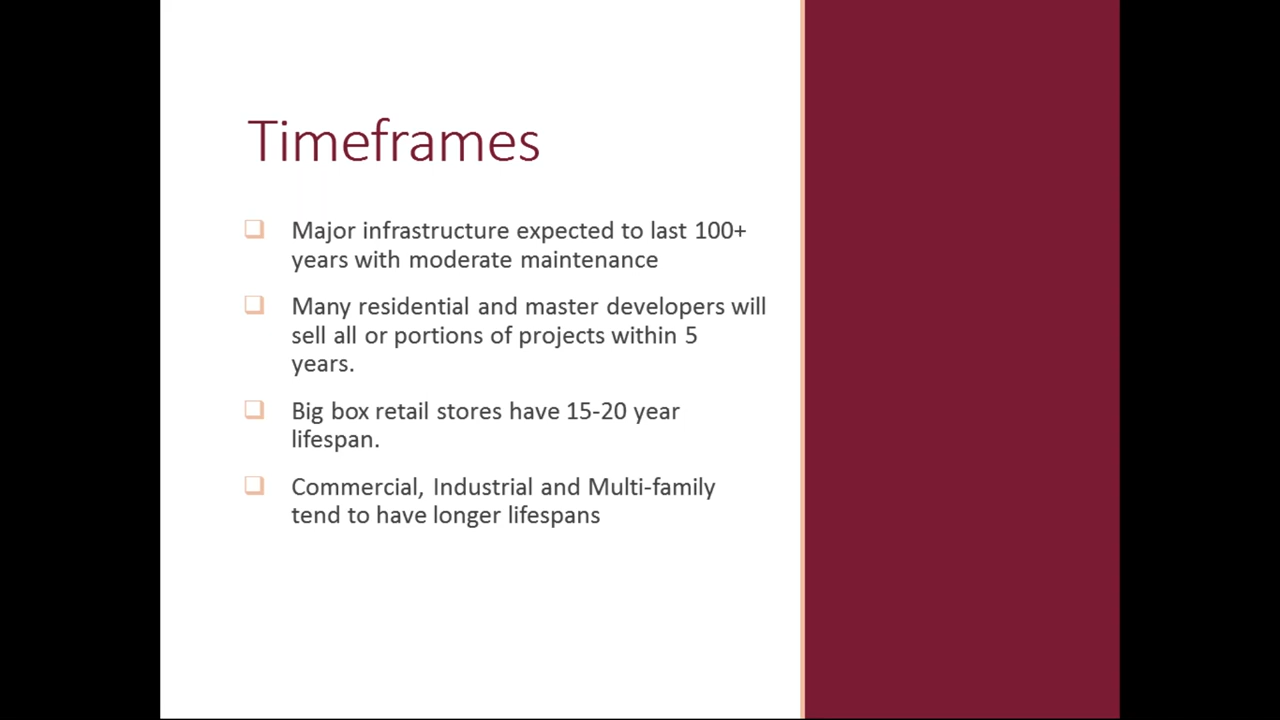 Timeframes
Major infrastructure expected to last 100+
years with moderate maintenance
Many residential and master developers will
sell all or portions of projects within 5
years.
Big box retail stores have 15-20 year
lifespan.
Commercial, Industrial and Multi-family
tend to have longer lifespans